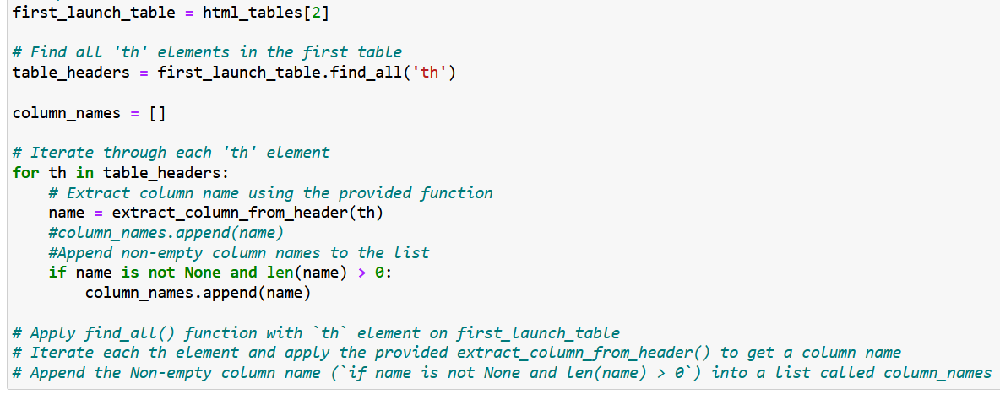 first_launch_table = html_tables[2]
# Find all 'th' elements in the first table
table_headers = first_launch_table.find_all('th')
column_names = []
# Iterate through each 'th' element
for th in table_headers:
    # Extract column name using the provided function
    name = extract_column_from_header(th)
    #column_names.append(name)
    #Append non-empty column names to the list
    if name is not None and len(name) > 0:
        column_names.append(name)
# Apply find_all() function with `th` element on first_launch_table
# Iterate each th element and apply the provided extract_column_from_header() to get a column name
# Append the Non-empty column name (`if name is not None and len(name) > 0`) into a list called column_names